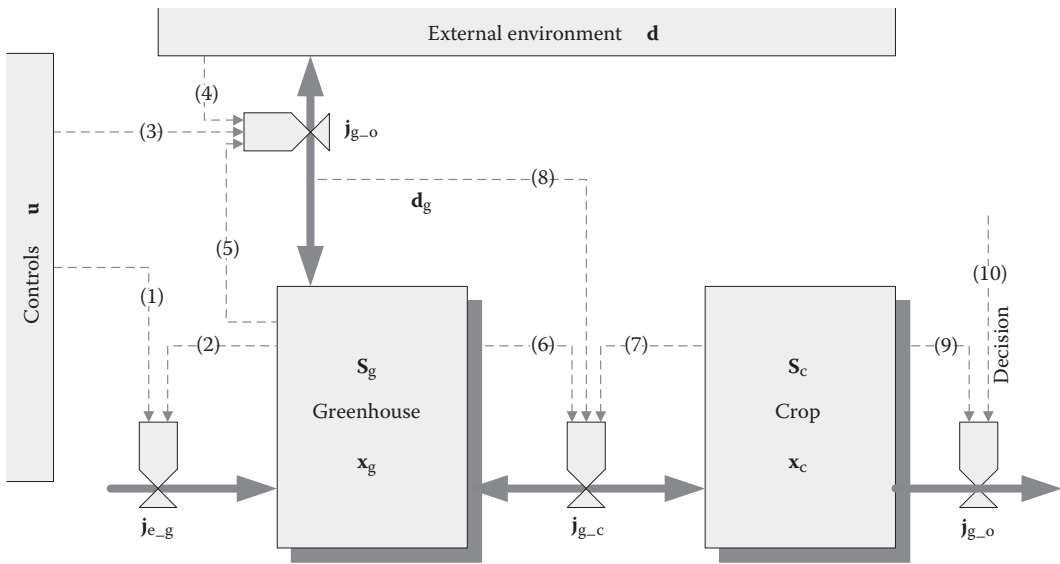 External environment d
(4)
(3)
j_g_o
(8)
d_g
Controls u
(5)
(10)
(1)
(2)
(6)
(7)
(9)
Decision
S_g
Greenhouse
x_g
S_c
Crop
x_c
j_e_g
j_g_c
j_g_o